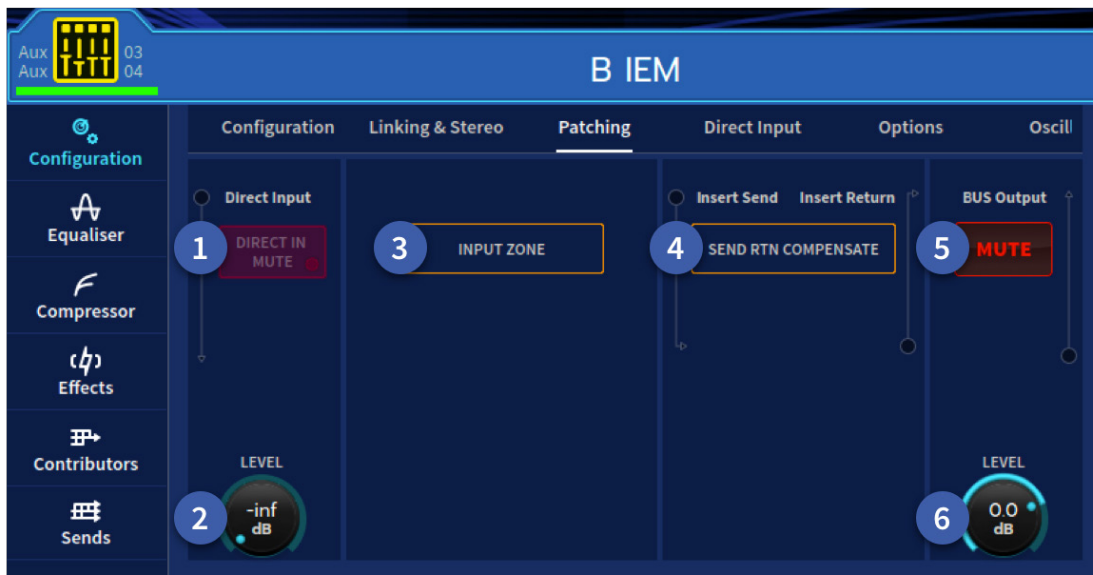 Aux 03
Aux 04
B IEM
Configuration
Equaliser
Compressor
Effects
Contributors
Sends
Configuration Linking & Stereo Patching Direct Input Options Oscill
Direct Input
1
DIRECT IN
MUTE
LEVEL
2
-inf
dB
3
INPUT ZONE
Insert Send Insert Return
4
SEND RTN COMPENSATE
BUS Output
5
MUTE
LEVEL
6
0.0
dB